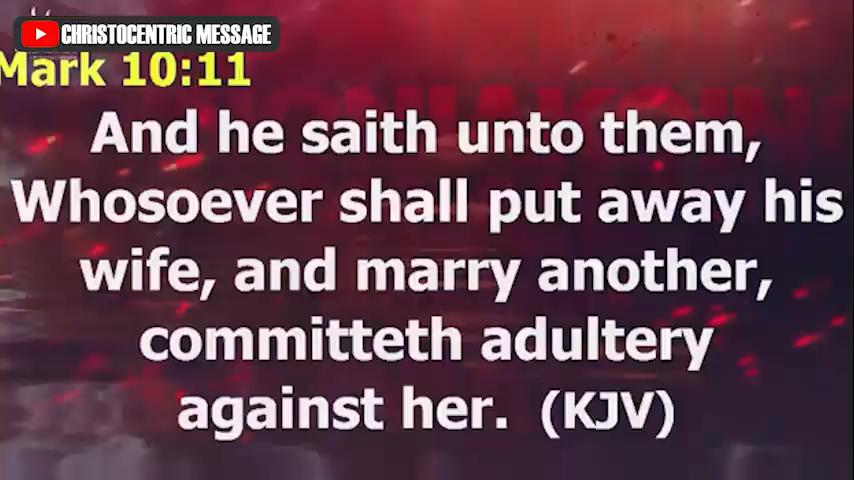 CHRISTOCENTRIC MESSAGE
Mark 10:11
And he saith unto them,
Whosoever shall put away his
wife, and marry another,
committeth adultery
against her. (KJV)